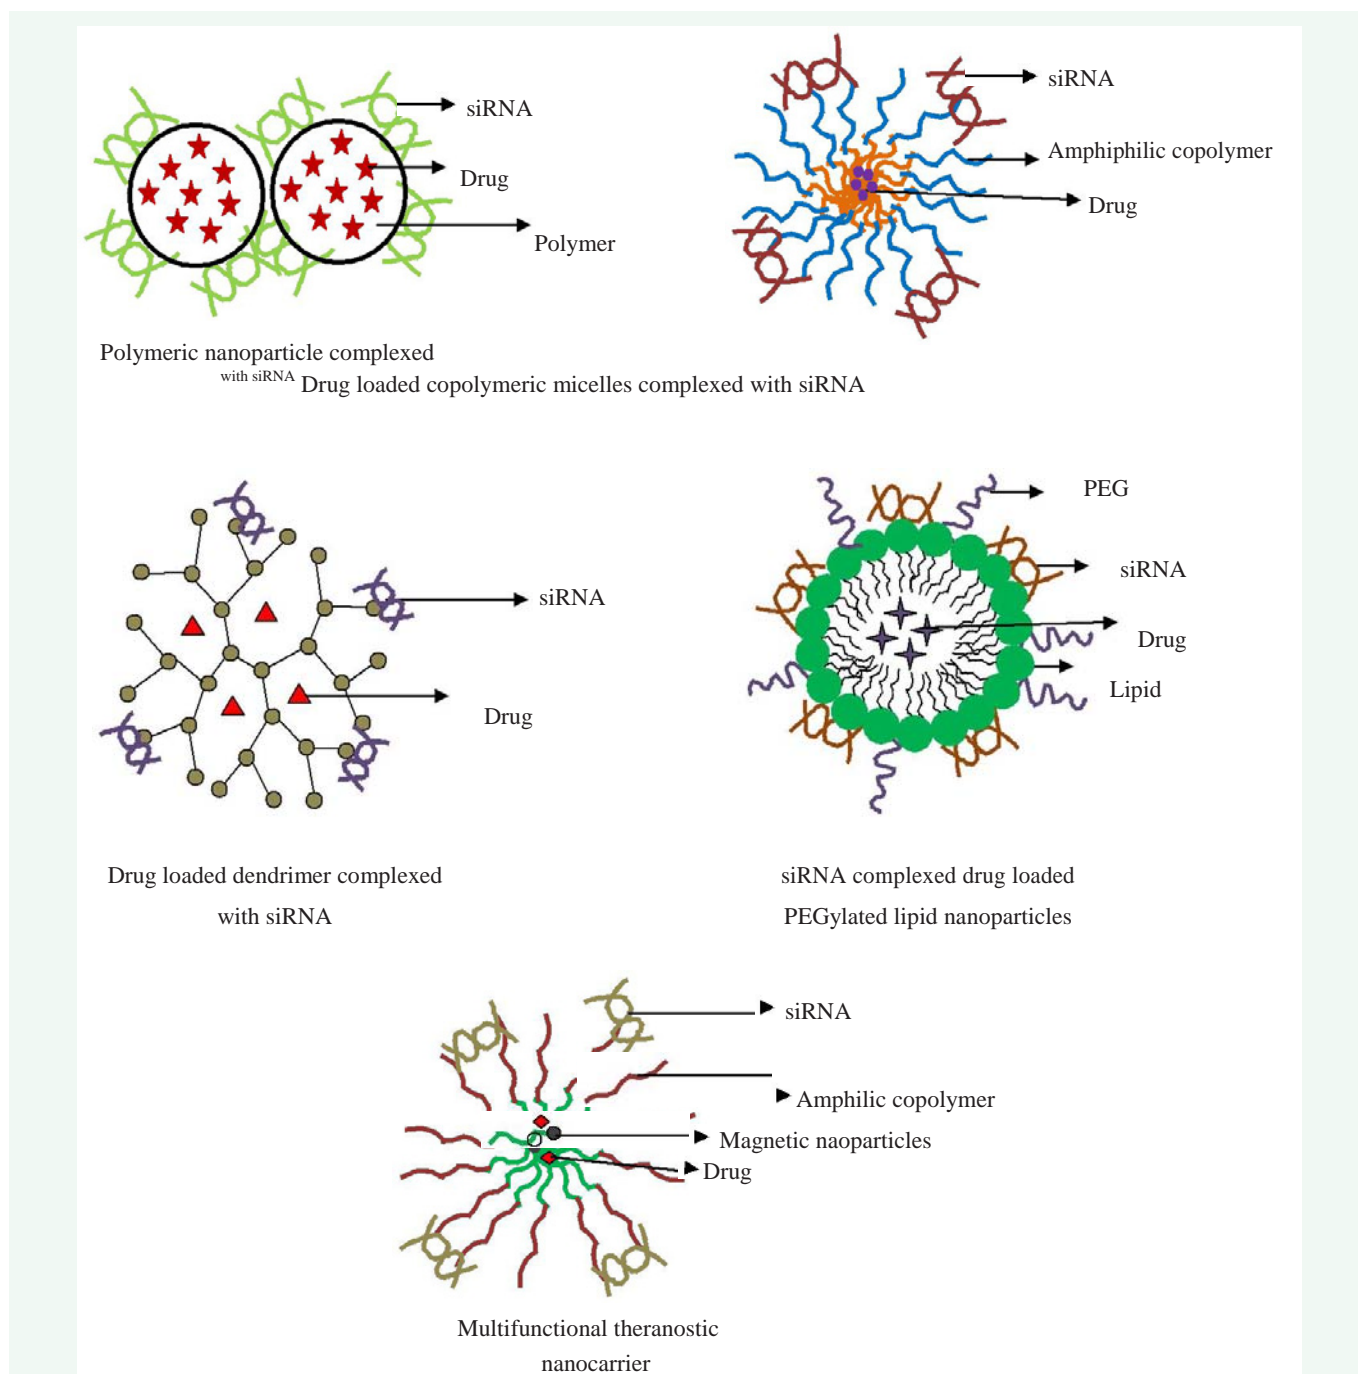 siRNA
Drug
Polymer
siRNA
Amphiphilic copolymer
Drug
Polymeric nanoparticle complexed
with siRNA Drug loaded copolymeric micelles complexed with siRNA
siRNA
Drug
PEG
siRNA
Drug
Lipid
Drug loaded dendrimer complexed
with siRNA
siRNA complexed drug loaded
PEGylated lipid nanoparticles
siRNA
Amphilic copolymer
Magnetic naoparticles
Drug
Multifunctional theranostic
nanocarrier